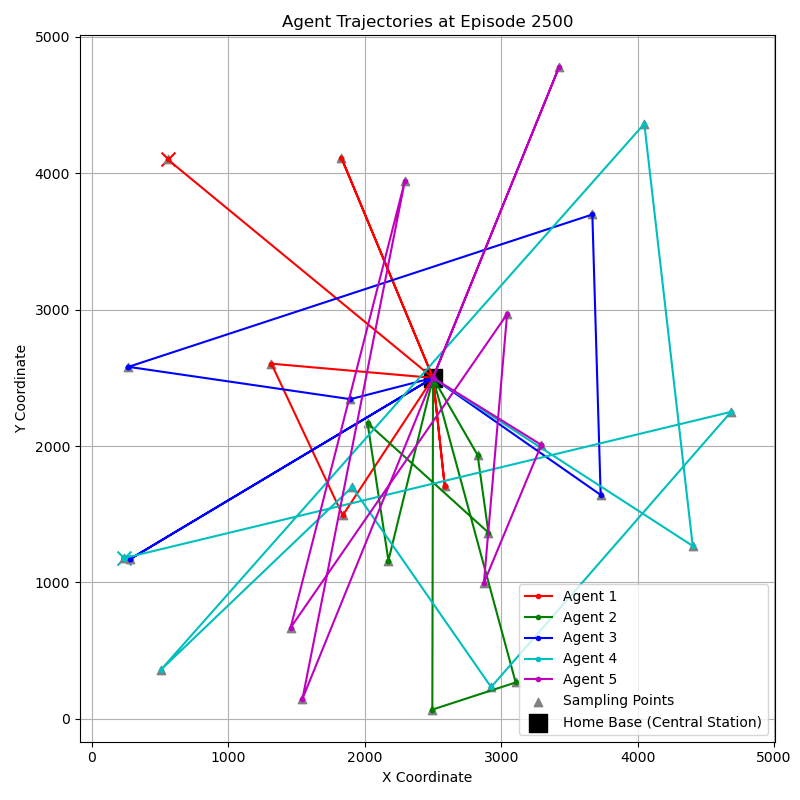 Agent Trajectories at Episode 2500
5000
4000
3000
2000
1000
0
Y Coordinate
0 1000 2000 3000 4000 5000
X Coordinate
Agent 1
Agent 2
Agent 3
Agent 4
Agent 5
Sampling Points
Home Base (Central Station)